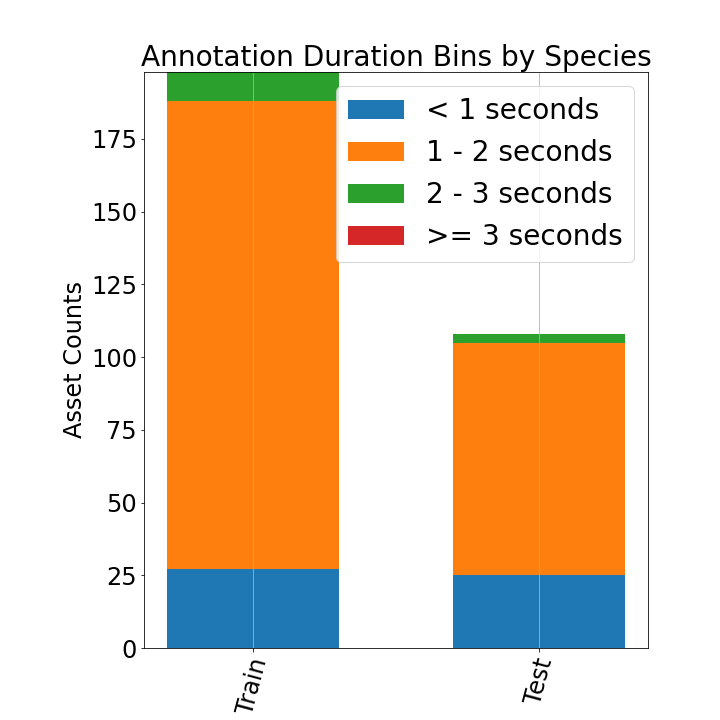 Annotation Duration Bins by Species
< 1 seconds
1 - 2 seconds
2 - 3 seconds
>= 3 seconds
Asset Counts
175
150
125
100
75
50
25
0
Train
Test